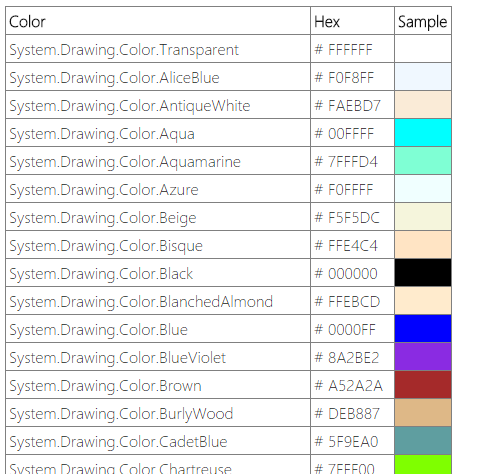 Color Hex Sample
System.Drawing.Color.Transparent # FFFFFF
System.Drawing.Color.AliceBlue # F0F8FF
System.Drawing.Color.AntiqueWhite # FAEBD7
System.Drawing.Color.Aqua # 00FFFF
System.Drawing.Color.Aquamarine # 7FFFD4
System.Drawing.Color.Azure # F0FFFF
System.Drawing.Color.Beige # F5F5DC
System.Drawing.Color.Bisque # FFE4C4
System.Drawing.Color.Black # 000000
System.Drawing.Color.BlanchedAlmond # FFEBCD
System.Drawing.Color.Blue # 0000FF
System.Drawing.Color.BlueViolet # 8A2BE2
System.Drawing.Color.Brown # A52A2A
System.Drawing.Color.BurlyWood # DEB887
System.Drawing.Color.CadetBlue # 5F9EA0
System.Drawing.Color.Chartreuse # 7FFF00